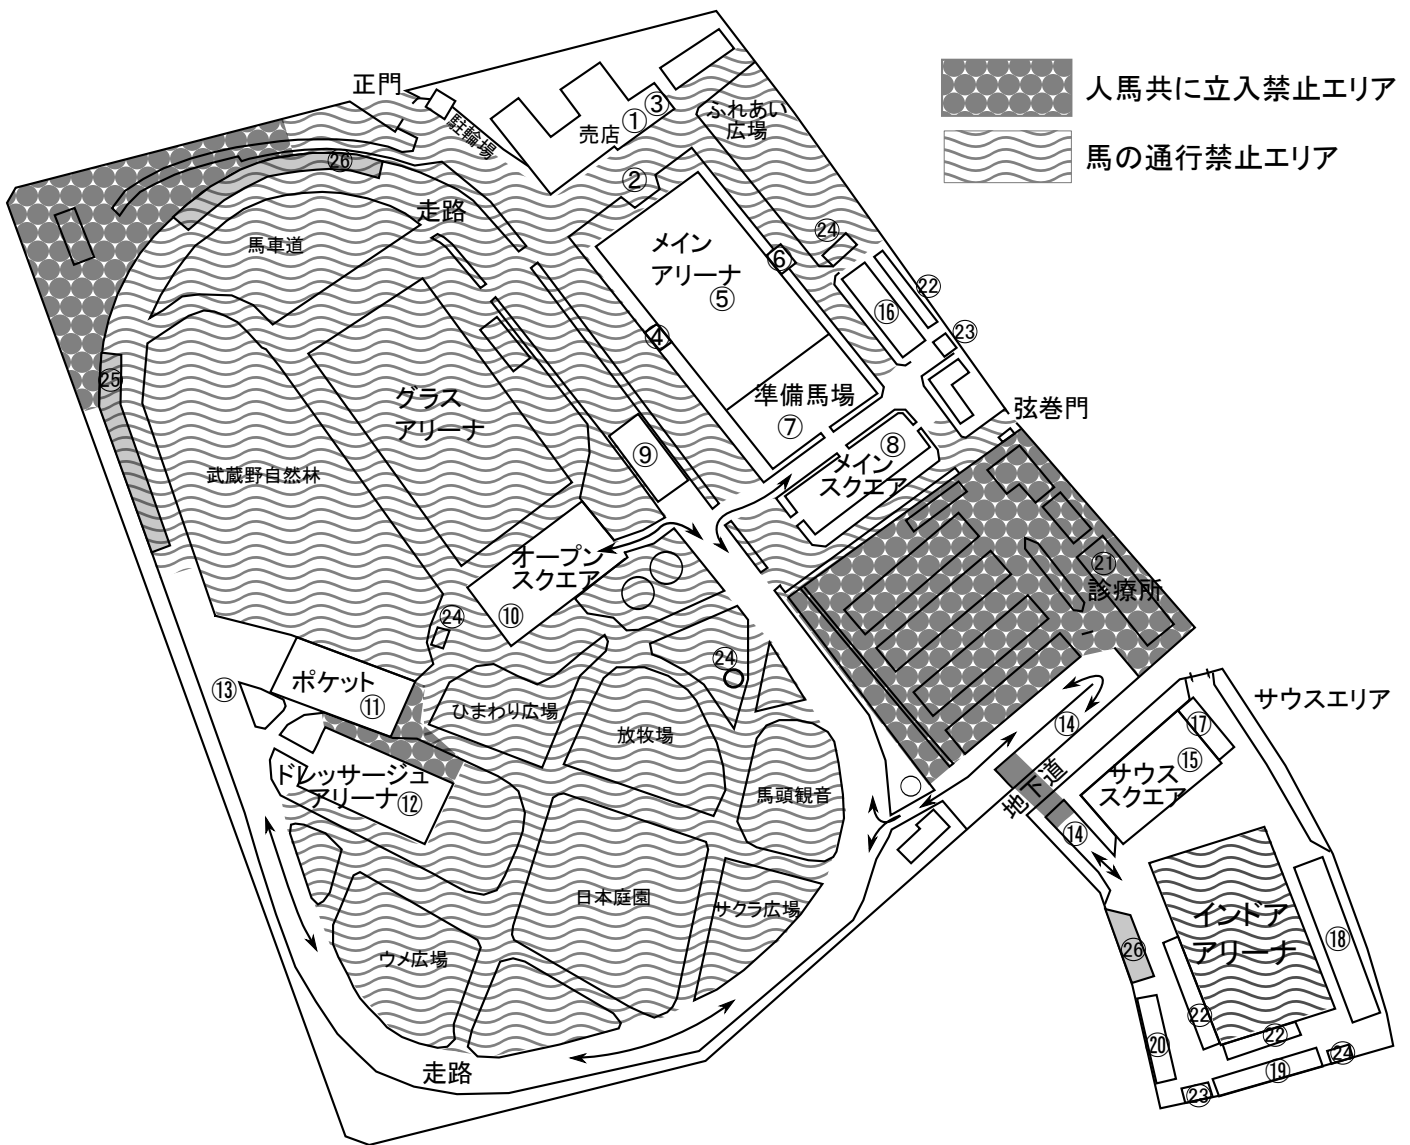 人馬共に立入禁止エリア
馬の通行禁止エリア
正門
駐輪場
売店 ①
③
ふれあい
広場
②
㉖
走路
馬車道
メイン
アリーナ
⑤
⑥
④
㉔
⑯
㉒
㉓
㉕
グラス
アリーナ
準備馬場
⑦
弦巻門
⑧
メイン
スクエア
⑨
武蔵野自然林
オープン
スクエア
⑩
㉑
診療所
㉔
㉔
⑬
ポケット
⑪
ひまわり広場
放牧場
⑭
サウスエリア
⑰
⑮
サウス
スクエア
地下道
⑭
ドレッサージュ
アリーナ⑫
馬頭観音
日本庭園
サクラ広場
ウメ広場
インドア
アリーナ
⑱
㉖
㉒
㉒
⑳
⑲
㉔
㉓
走路